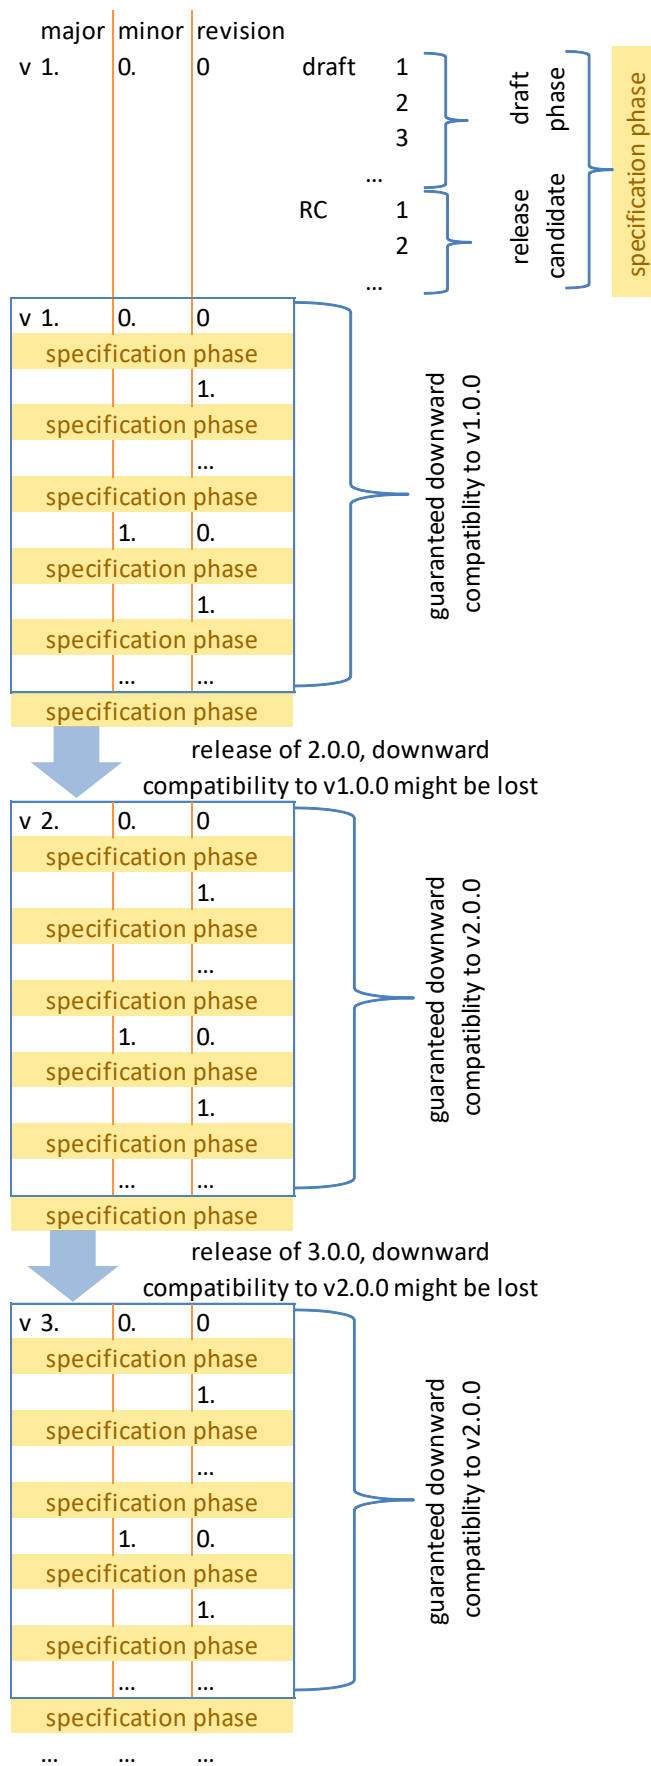 major minor revision
v 1. 0. 0 draft 1
2
3
...
RC 1
2
...
draft
phase
release
candidate
specification phase
v 1. 0. 0
specification phase
1.
specification phase
...
specification phase
1. 0.
specification phase
1.
specification phase
... ...
specification phase
guaranteed downward
compatiblity to v1.0.0
release of 2.0.0, downward
compatibility to v1.0.0 might be lost
v 2. 0. 0
specification phase
1.
specification phase
...
specification phase
1. 0.
specification phase
1.
specification phase
... ...
specification phase
guaranteed downward
compatiblity to v2.0.0
release of 3.0.0, downward
compatibility to v2.0.0 might be lost
v 3. 0. 0
specification phase
1.
specification phase
...
specification phase
1. 0.
specification phase
1.
specification phase
... ...
specification phase
guaranteed downward
compatiblity to v2.0.0
... ... ...